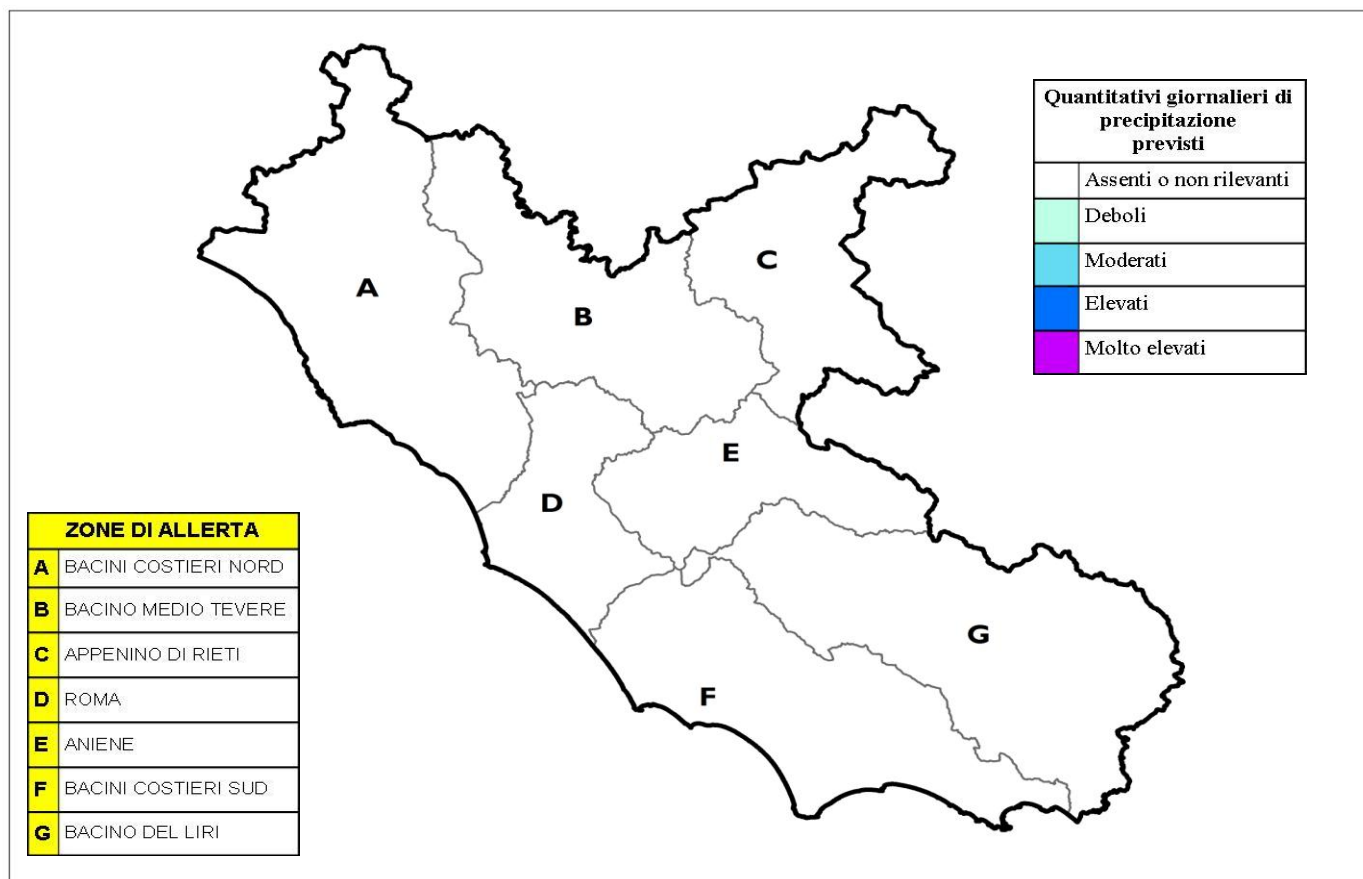 Quantitativi giornalieri di
precipitazione
previsti
Assenti o non rilevanti
Deboli
Moderati
Elevati
Molto elevati
A
B
C
D
E
F
G
ZONE DI ALLERTA
A BACINI COSTIERI NORD
B BACINO MEDIO TEVERE
C APPENINO DI RIETI
D ROMA
E ANIENE
F BACINI COSTIERI SUD
G BACINO DEL LIRI